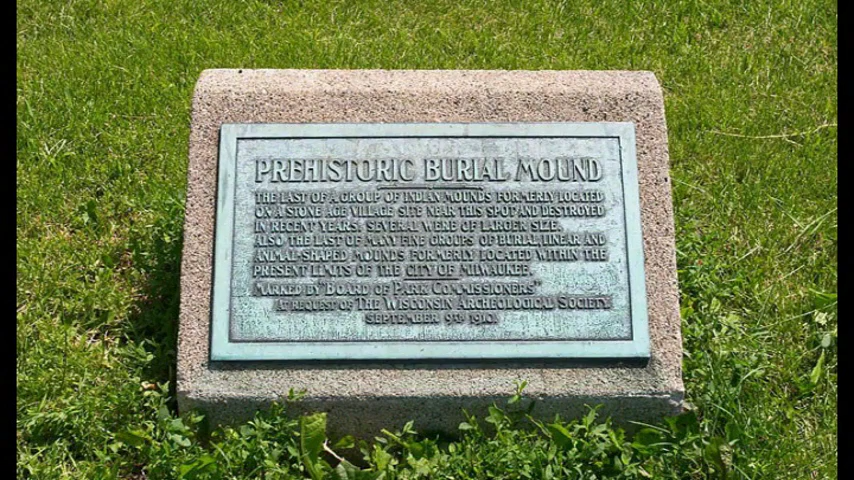 PREHISTORIC BURIAL MOUND
THE LAST OF A GROUP OF INDIAN MOUNDS FORMERLY LOCATED
ON A STONE AGE VILLAGE SITE NEAR THIS SPOT AND DESTROYED
IN RECENT YEARS. SEVERAL WERE OF LARGER SIZE.
ALSO THE LAST OF MANY FINE GROUPS OF BURIAL LINEAR AND
ANIMAL-SHAPED MOUNDS FORMERLY LOCATED WITHIN THE
PRESENT LIMITS OF THE CITY OF MILWAUKEE.
MARKED BY "BOARD OF PARK COMMISSIONERS"
AT REQUEST OF THE WISCONSIN ARCHEOLOGICAL SOCIETY
SEPTEMBER 9TH 1910.